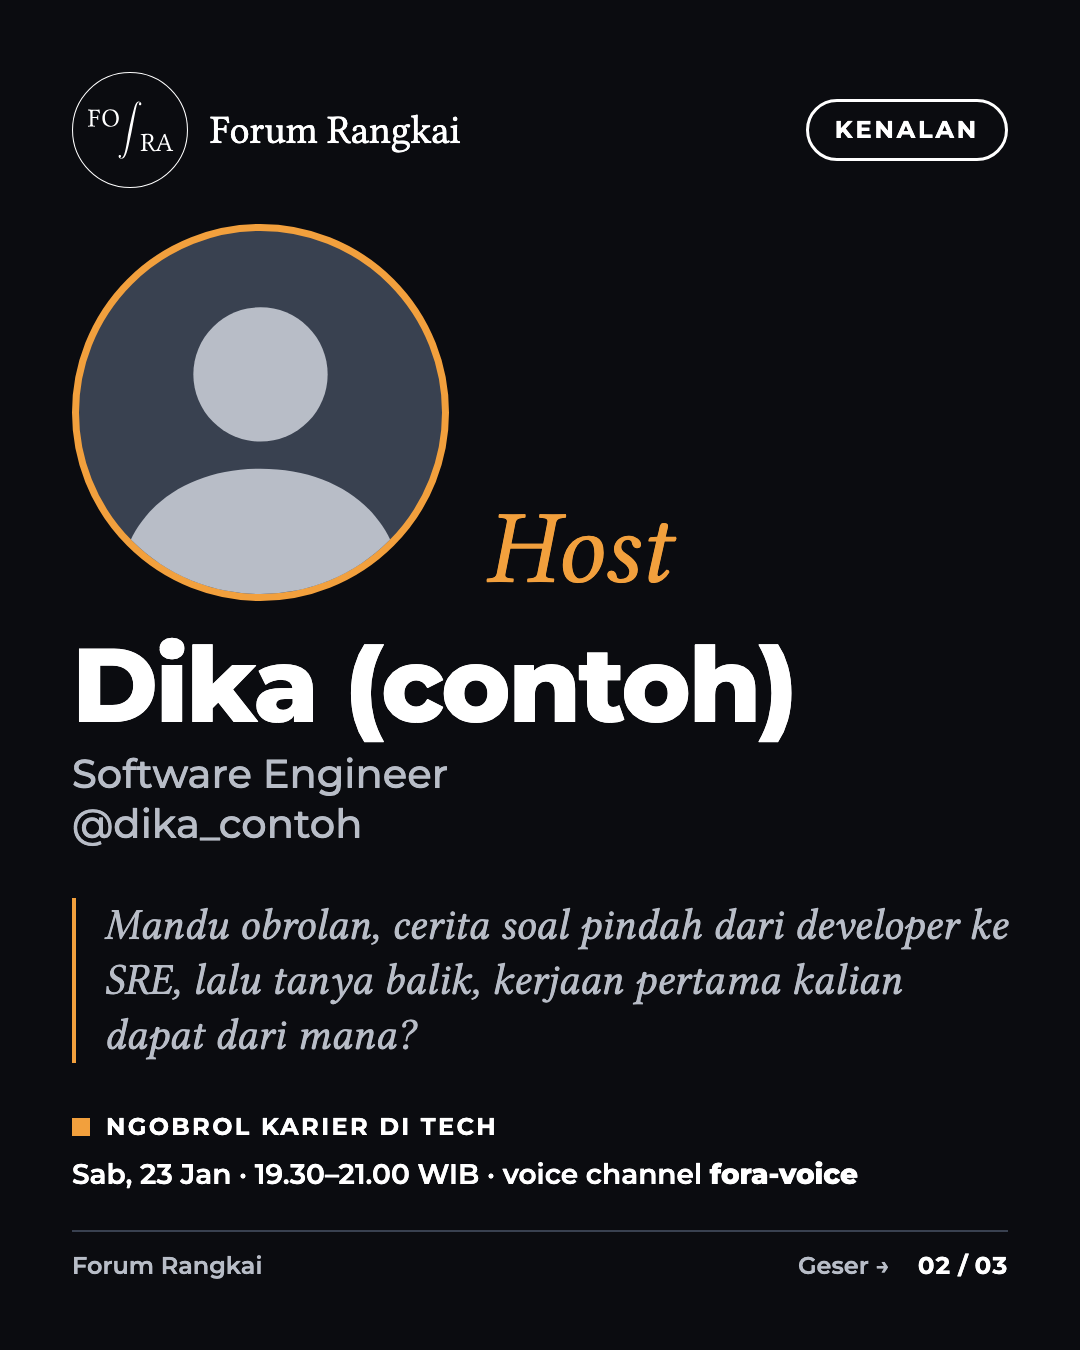 FO RA
Forum Rangkai
KENALAN
Host
Dika (contoh)
Software Engineer
@dika_contoh
Mandu obrolan, cerita soal pindah dari developer ke
SRE, lalu tanya balik, kerjaan pertama kalian
dapat dari mana?
NGOBROL KARIER DI TECH
Sab, 23 Jan · 19.30–21.00 WIB · voice channel fora-voice
Forum Rangkai
Geser → 02 / 03